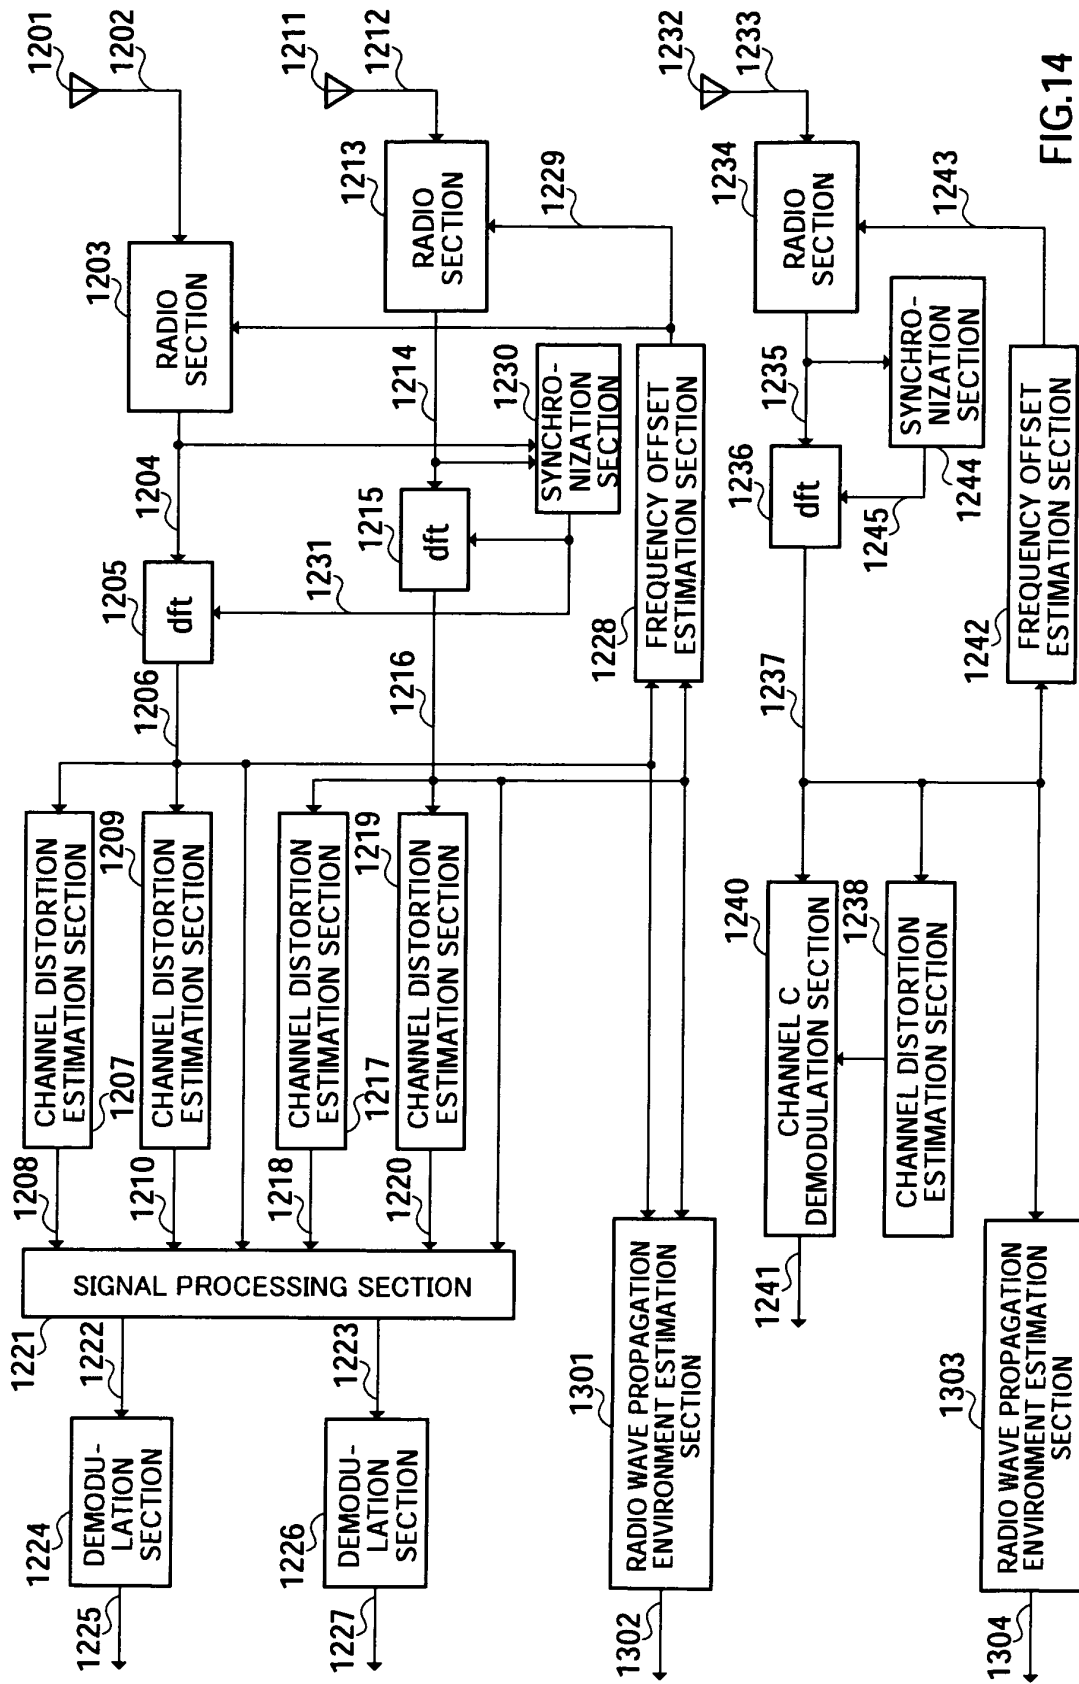 1201
1202
1203
RADIO
SECTION
1204
1205
dft
1206
CHANNEL DISTORTION
ESTIMATION SECTION
1207
1208
1209
CHANNEL DISTORTION
ESTIMATION SECTION
1210
1211
1212
1213
RADIO
SECTION
1214
1215
dft
1216
CHANNEL DISTORTION
ESTIMATION SECTION
1217
1218
1219
CHANNEL DISTORTION
ESTIMATION SECTION
1220
SIGNAL PROCESSING SECTION
1221
1222
1223
1224
DEMODU-
LATION
SECTION
1225
1226
DEMODU-
LATION
SECTION
1227
1228
FREQUENCY OFFSET
ESTIMATION SECTION
1229
1230
SYNCHRO-
NIZATION
SECTION
1231
1301
RADIO WAVE PROPAGATION
ENVIRONMENT ESTIMATION
SECTION
1302
1232
1233
1234
RADIO
SECTION
1235
1236
dft
1237
1238
CHANNEL DISTORTION
ESTIMATION SECTION
1240
CHANNEL C
DEMODULATION SECTION
1241
1242
FREQUENCY OFFSET
ESTIMATION SECTION
1243
SYNCHRO-
NIZATION
SECTION
1244
1245
1303
RADIO WAVE PROPAGATION
ENVIRONMENT ESTIMATION
SECTION
1304
FIG.14